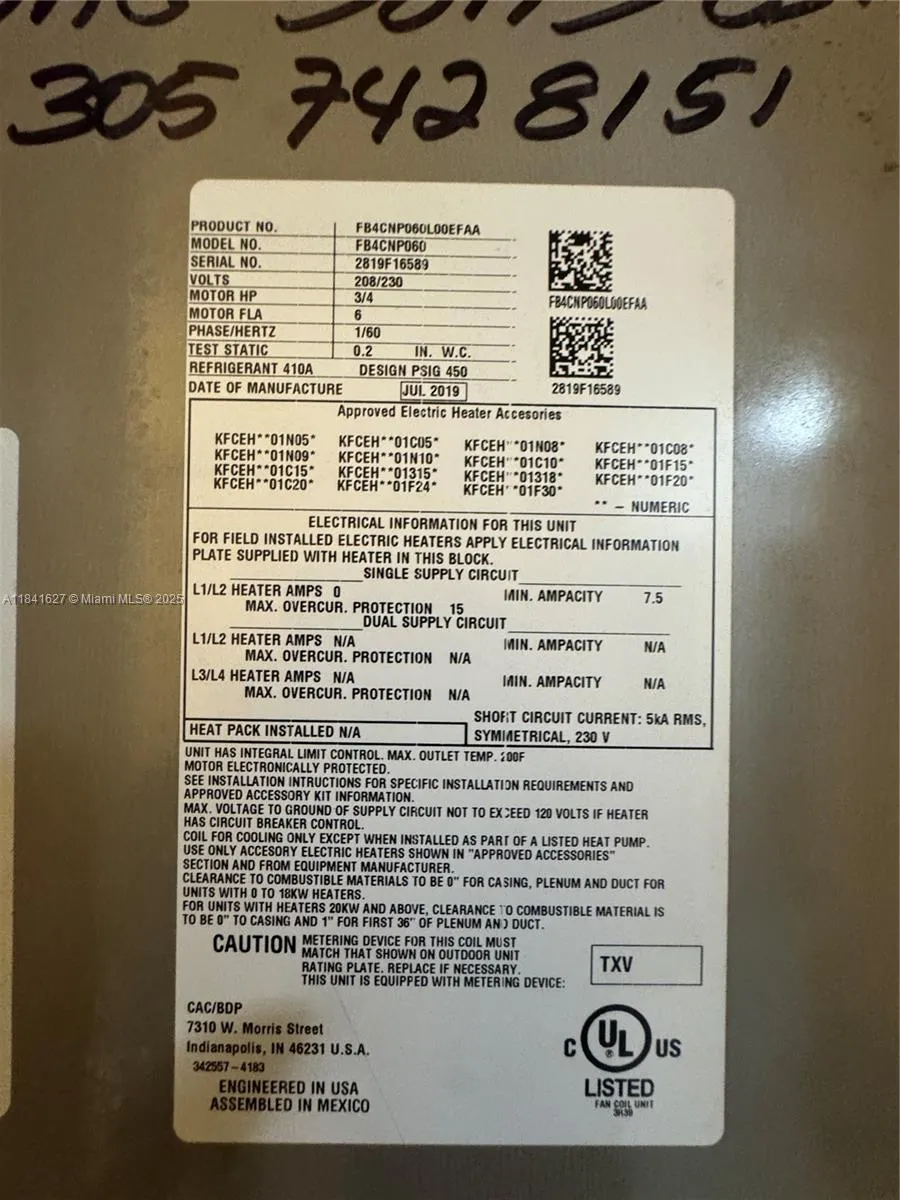 305 742 8151
PRODUCT NO. FB4CNP060L00EFAA
MODEL NO. FB4CNP060
SERIAL NO. 2819F16589
VOLTS 208/230
MOTOR HP 3/4
MOTOR FLA 6
PHASE/HERTZ 1/60
TEST STATIC 0.2 IN. W.C.
REFRIGERANT 410A DESIGN PSIG 450
DATE OF MANUFACTURE JUL 2019
FB4CNP060L00EFAA
2819F16589
Approved Electric Heater Accesories
KFCEH**01N05* KFCEH**01C05* KFCEH**01N08* KFCEH**01C08*
KFCEH**01N09* KFCEH**01N10* KFCEH**01C10* KFCEH**01F15*
KFCEH**01C15* KFCEH**01315* KFCEH**01318* KFCEH**01F20*
KFCEH**01C20* KFCEH**01F24* KFCEH**01F30*
** – NUMERIC
ELECTRICAL INFORMATION FOR THIS UNIT
FOR FIELD INSTALLED ELECTRIC HEATERS APPLY ELECTRICAL INFORMATION
PLATE SUPPLIED WITH HEATER IN THIS BLOCK.
SINGLE SUPPLY CIRCUIT
L1/L2 HEATER AMPS 0 MIN. AMPACITY 7.5
MAX. OVERCUR. PROTECTION 15
DUAL SUPPLY CIRCUIT
L1/L2 HEATER AMPS N/A MIN. AMPACITY N/A
MAX. OVERCUR. PROTECTION N/A
L3/L4 HEATER AMPS N/A MIN. AMPACITY N/A
MAX. OVERCUR. PROTECTION N/A
HEAT PACK INSTALLED N/A
SHORT CIRCUIT CURRENT: 5kA RMS,
SYMMETRICAL, 230 V
UNIT HAS INTEGRAL LIMIT CONTROL. MAX. OUTLET TEMP. 200F
MOTOR ELECTRONICALLY PROTECTED.
SEE INSTALLATION INTRUCTIONS FOR SPECIFIC INSTALLATION REQUIREMENTS AND
APPROVED ACCESSORY KIT INFORMATION.
MAX. VOLTAGE TO GROUND OF SUPPLY CIRCUIT NOT TO EXCEED 120 VOLTS IF HEATER
HAS CIRCUIT BREAKER CONTROL.
COIL FOR COOLING ONLY EXCEPT WHEN INSTALLED AS PART OF A LISTED HEAT PUMP.
USE ONLY ACCESORY ELECTRIC HEATERS SHOWN IN "APPROVED ACCESSORIES"
SECTION AND FROM EQUIPMENT MANUFACTURER.
CLEARANCE TO COMBUSTIBLE MATERIALS TO BE 0" FOR CASING, PLENUM AND DUCT FOR
UNITS WITH 0 TO 18KW HEATERS.
FOR UNITS WITH HEATERS 20KW AND ABOVE, CLEARANCE TO COMBUSTIBLE MATERIAL IS
TO BE 0" TO CASING AND 1" FOR FIRST 36" OF PLENUM AND DUCT.
CAUTION METERING DEVICE FOR THIS COIL MUST
MATCH THAT SHOWN ON OUTDOOR UNIT
RATING PLATE. REPLACE IF NECESSARY.
THIS UNIT IS EQUIPPED WITH METERING DEVICE:
TXV
CAC/BDP
7310 W. Morris Street
Indianapolis, IN 46231 U.S.A.
342557-4183
ENGINEERED IN USA
ASSEMBLED IN MEXICO
C UL ® US
LISTED
FAN COIL UNIT
3R39
A11841627 © Miami MLS® 2025